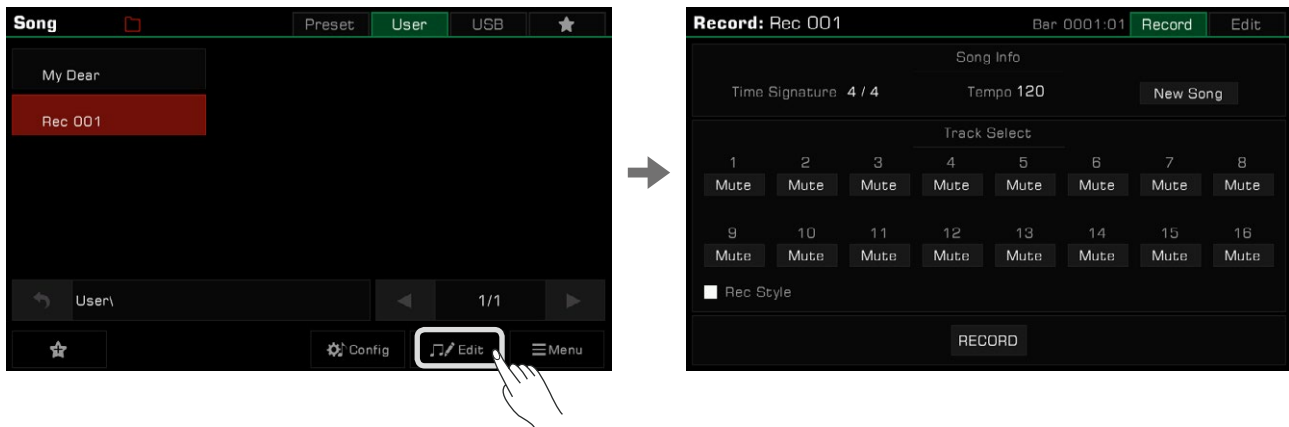 Song Preset User USB
My Dear
Rec 001
User\ 1/1
Config Edit Menu
Record: Rec 001 Bar 0001:01 Record Edit
Song Info
Time Signature 4 / 4 Tempo 120 New Song
Track Select
1 2 3 4 5 6 7 8
Mute Mute Mute Mute Mute Mute Mute Mute
9 10 11 12 13 14 15 16
Mute Mute Mute Mute Mute Mute Mute Mute
Rec Style
RECORD